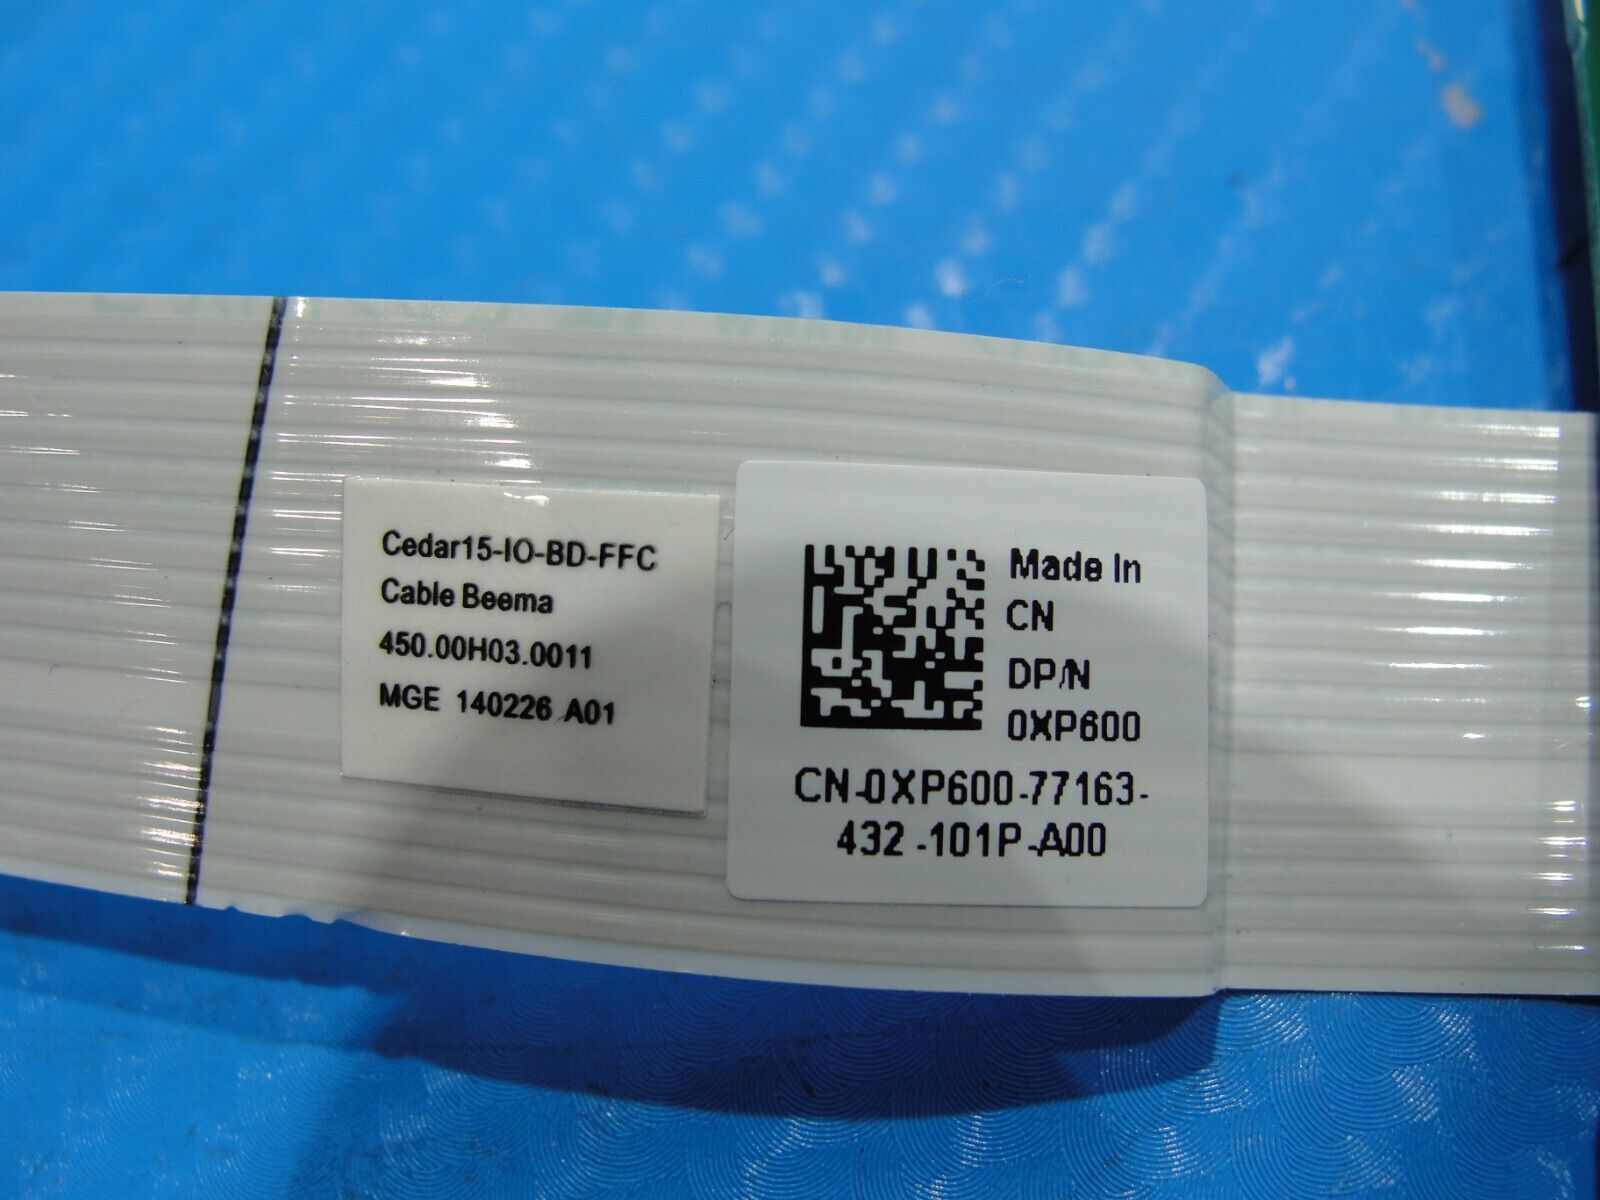 Cedar15-IO-BD-FFC
Cable Beema
450.00H03.0011
MGE 140226 A01
Made In
CN
DP/N
0XP600
CN-0XP600-77163-
432-101P-A00